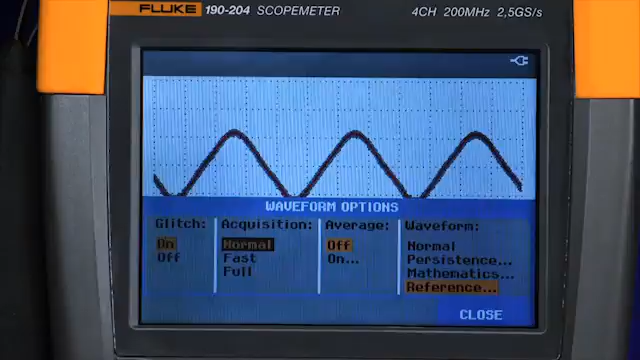 FLUKE 190-204 SCOPEMETER 4CH 200MHz 2,5GS/s
WAVEFORM OPTIONS
Glitch: Acquisition: Average: Waveform:
On Normal Off Normal
Off Fast On... Persistence...
Full Mathematics...
Reference...
CLOSE